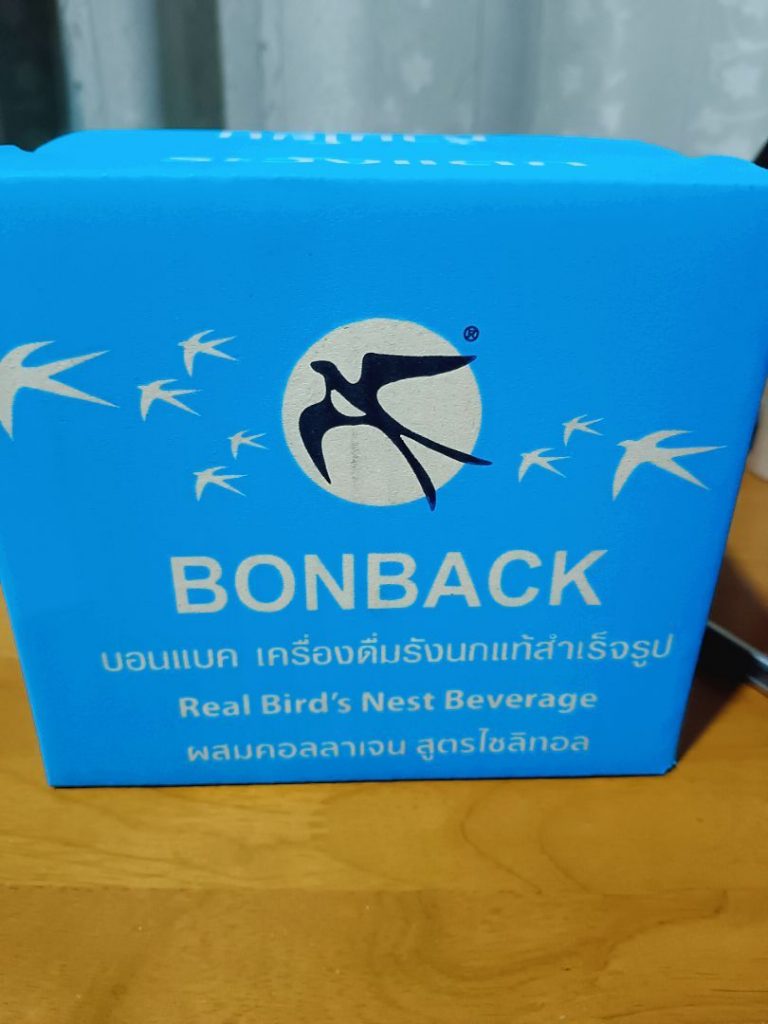 ®
BONBACK
บอนแบค เครื่องดื่มรังนกแท้สำเร็จรูป
Real Bird's Nest Beverage
ผสมคอลลาเจน สูตรไซลิทอล